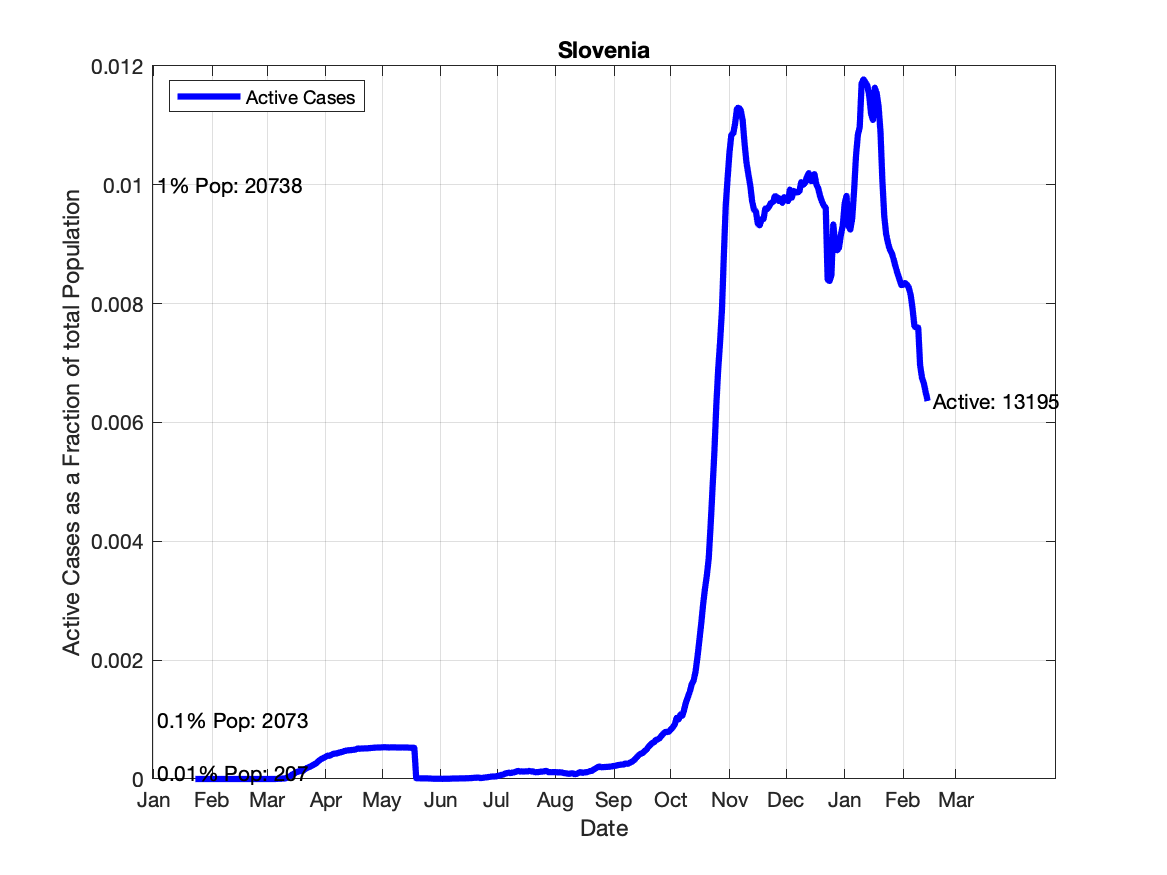 Slovenia
Active Cases
0.012
0.01
0.008
0.006
0.004
0.002
0
Active Cases as a Fraction of total Population
1% Pop: 20738
0.1% Pop: 2073
0.01% Pop: 207
Active: 13195
Jan Feb Mar Apr May Jun Jul Aug Sep Oct Nov Dec Jan Feb Mar
Date